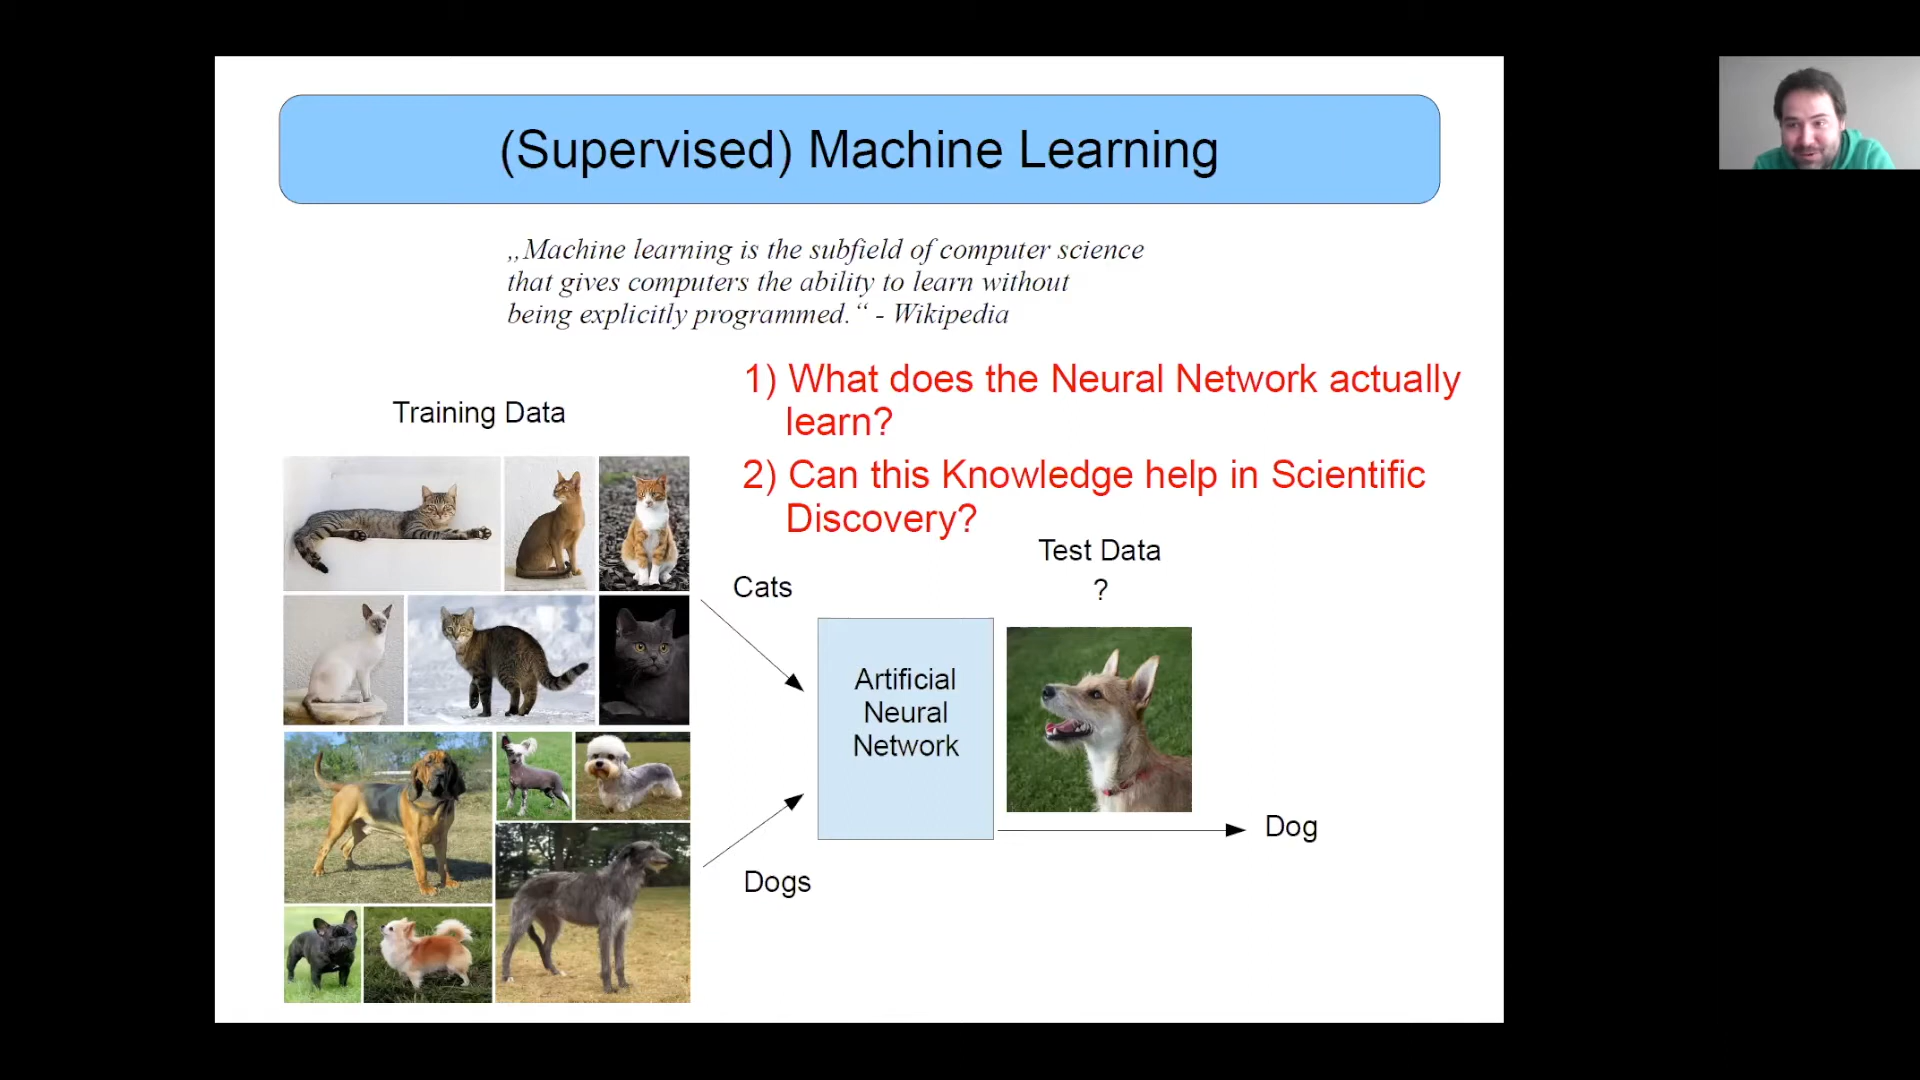 (Supervised) Machine Learning
„Machine learning is the subfield of computer science
that gives computers the ability to learn without
being explicitly programmed.“ - Wikipedia
1) What does the Neural Network actually
learn?
2) Can this Knowledge help in Scientific
Discovery?
Training Data
Test Data
?
Cats
Artificial
Neural
Network
Dog
Dogs